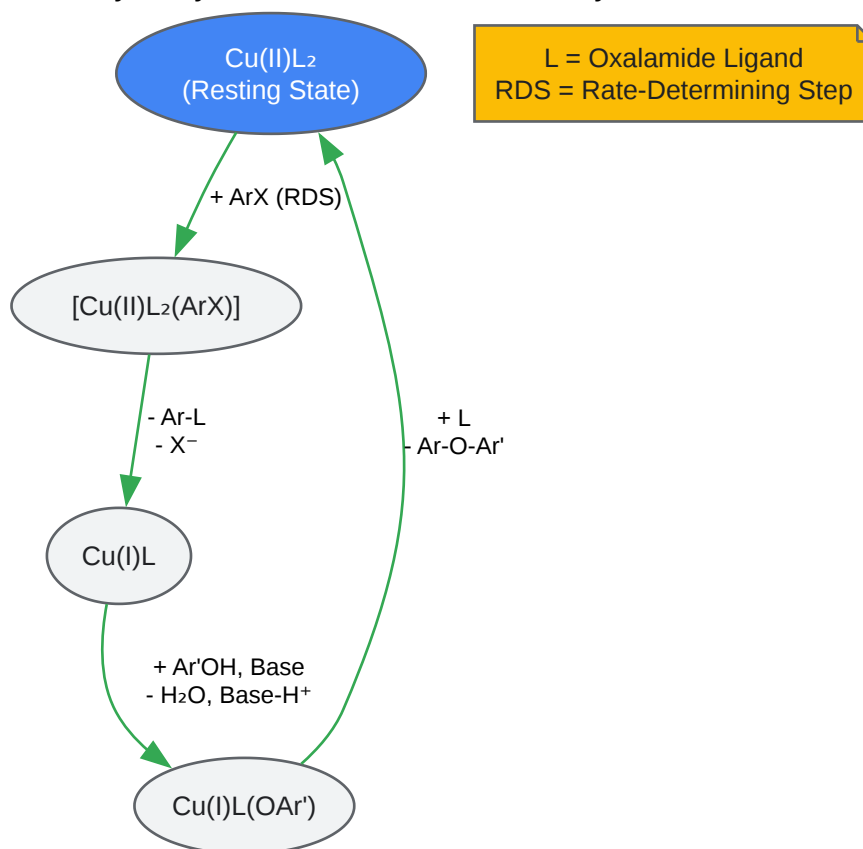 Cu(II)L₂
(Resting State)
L = Oxalamide Ligand
RDS = Rate-Determining Step
+ ArX (RDS)
[Cu(II)L₂(ArX)]
- Ar-L
- X⁻
+ L
- Ar-O-Ar'
Cu(I)L
+ Ar'OH, Base
- H₂O, Base-H⁺
Cu(I)L(OAr')